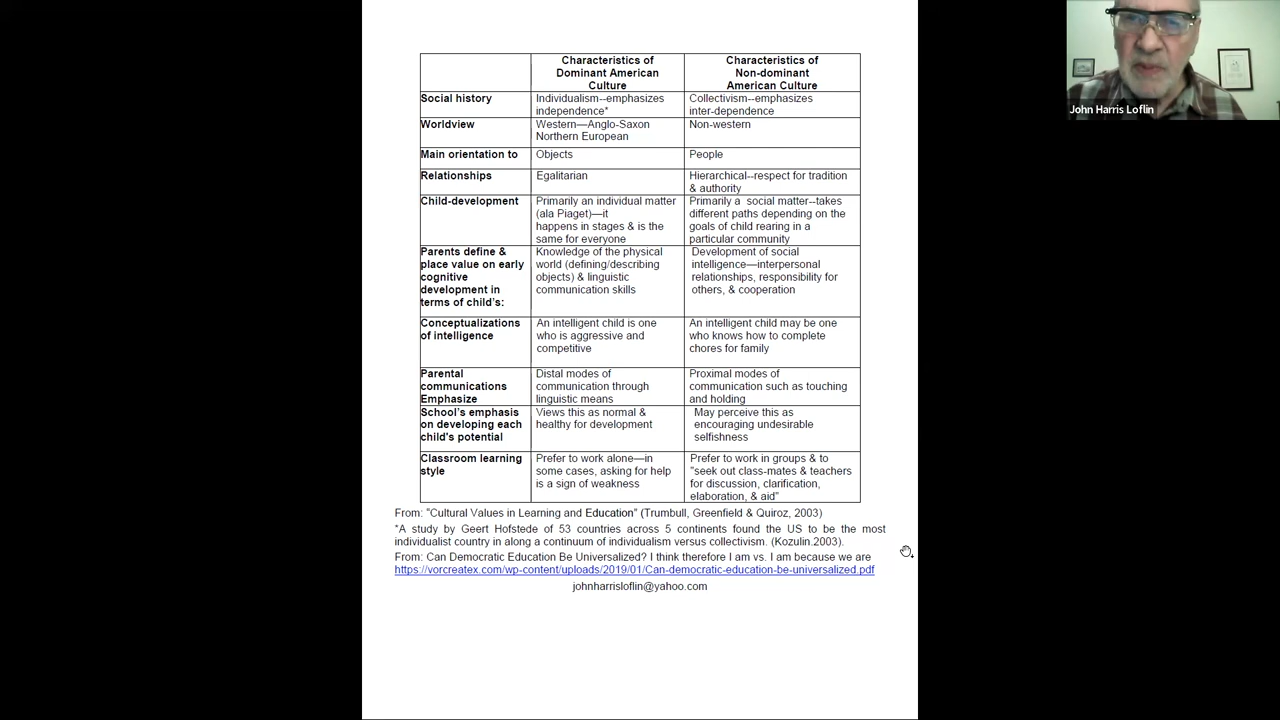 Characteristics of
Dominant American
Culture
Characteristics of
Non-dominant
American Culture
Social history
Individualism--emphasizes
independence*
Collectivism--emphasizes
inter-dependence
Worldview
Western—Anglo-Saxon
Northern European
Non-western
Main orientation to
Objects
People
Relationships
Egalitarian
Hierarchical--respect for tradition
& authority
Child-development
Primarily an individual matter
(ala Piaget)—it
happens in stages & is the
same for everyone
Primarily a social matter--takes
different paths depending on the
goals of child rearing in a
particular community
Parents define &
place value on early
cognitive
development in
terms of child's:
Knowledge of the physical
world (defining/describing
objects) & linguistic
communication skills
Development of social
intelligence—interpersonal
relationships, responsibility for
others, & cooperation
Conceptualizations
of intelligence
An intelligent child is one
who is aggressive and
competitive
An intelligent child may be one
who knows how to complete
chores for family
Parental
communications
Emphasize
Distal modes of
communication through
linguistic means
Proximal modes of
communication such as touching
and holding
School's emphasis
on developing each
child's potential
Views this as normal &
healthy for development
May perceive this as
encouraging undesirable
selfishness
Classroom learning
style
Prefer to work alone—in
some cases, asking for help
is a sign of weakness
Prefer to work in groups & to
"seek out class-mates & teachers
for discussion, clarification,
elaboration, & aid"
From: "Cultural Values in Learning and Education" (Trumbull, Greenfield & Quiroz, 2003)
*A study by Geert Hofstede of 53 countries across 5 continents found the US to be the most
individualist country in along a continuum of individualism versus collectivism. (Kozulin.2003).
From: Can Democratic Education Be Universalized? I think therefore I am vs. I am because we are
https://vorcreatex.com/wp-content/uploads/2019/01/Can-democratic-education-be-universalized.pdf
johnharrisloflin@yahoo.com
John Harris Loflin